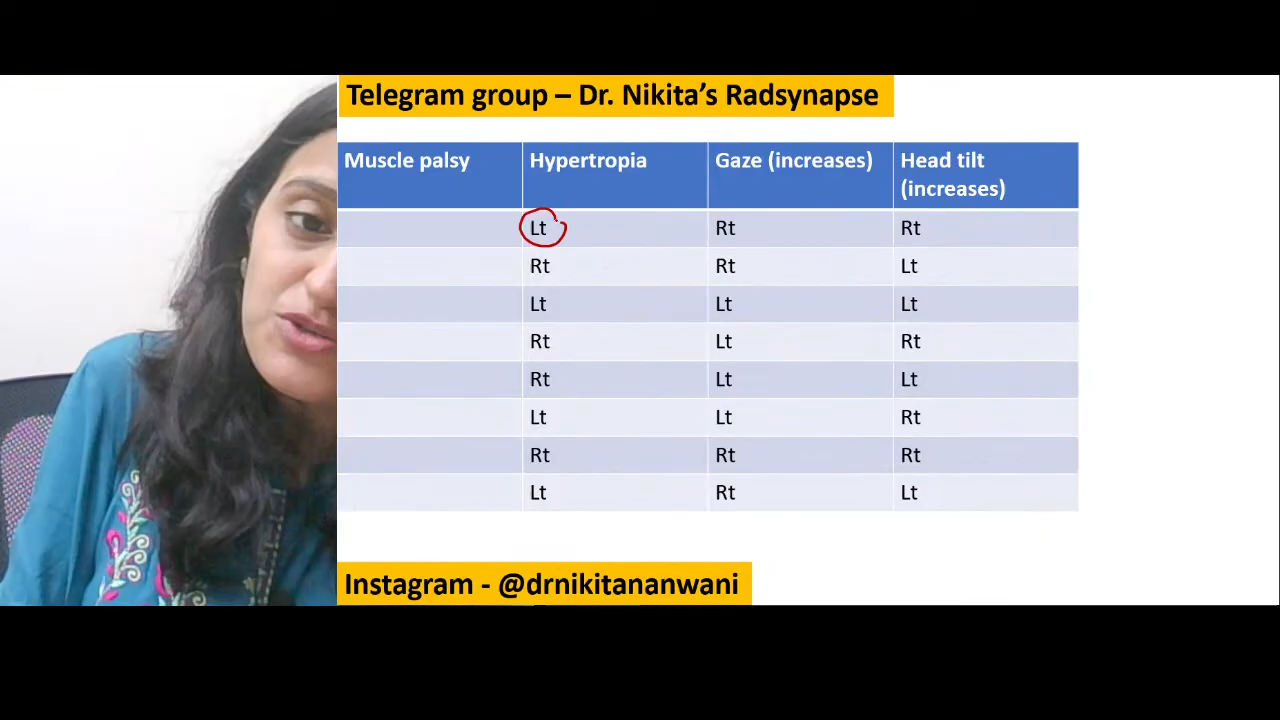 Telegram group – Dr. Nikita's Radsynapse
Muscle palsy Hypertropia Gaze (increases) Head tilt (increases)
Lt Rt Rt
Rt Rt Lt
Lt Lt Lt
Rt Lt Rt
Rt Lt Lt
Lt Lt Rt
Rt Rt Rt
Lt Rt Lt
Instagram - @drnikitananwani